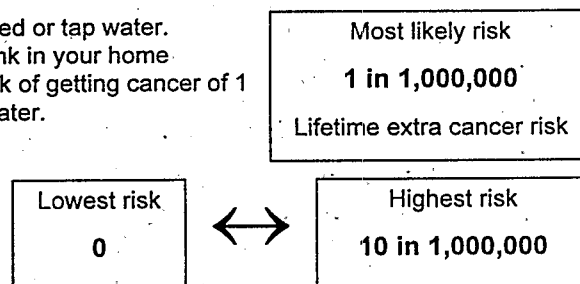 ed or tap water.
nk in your home
k of getting cancer of 1
ater.
Most likely risk
1 in 1,000,000
Lifetime extra cancer risk
Lowest risk
0
Highest risk
10 in 1,000,000